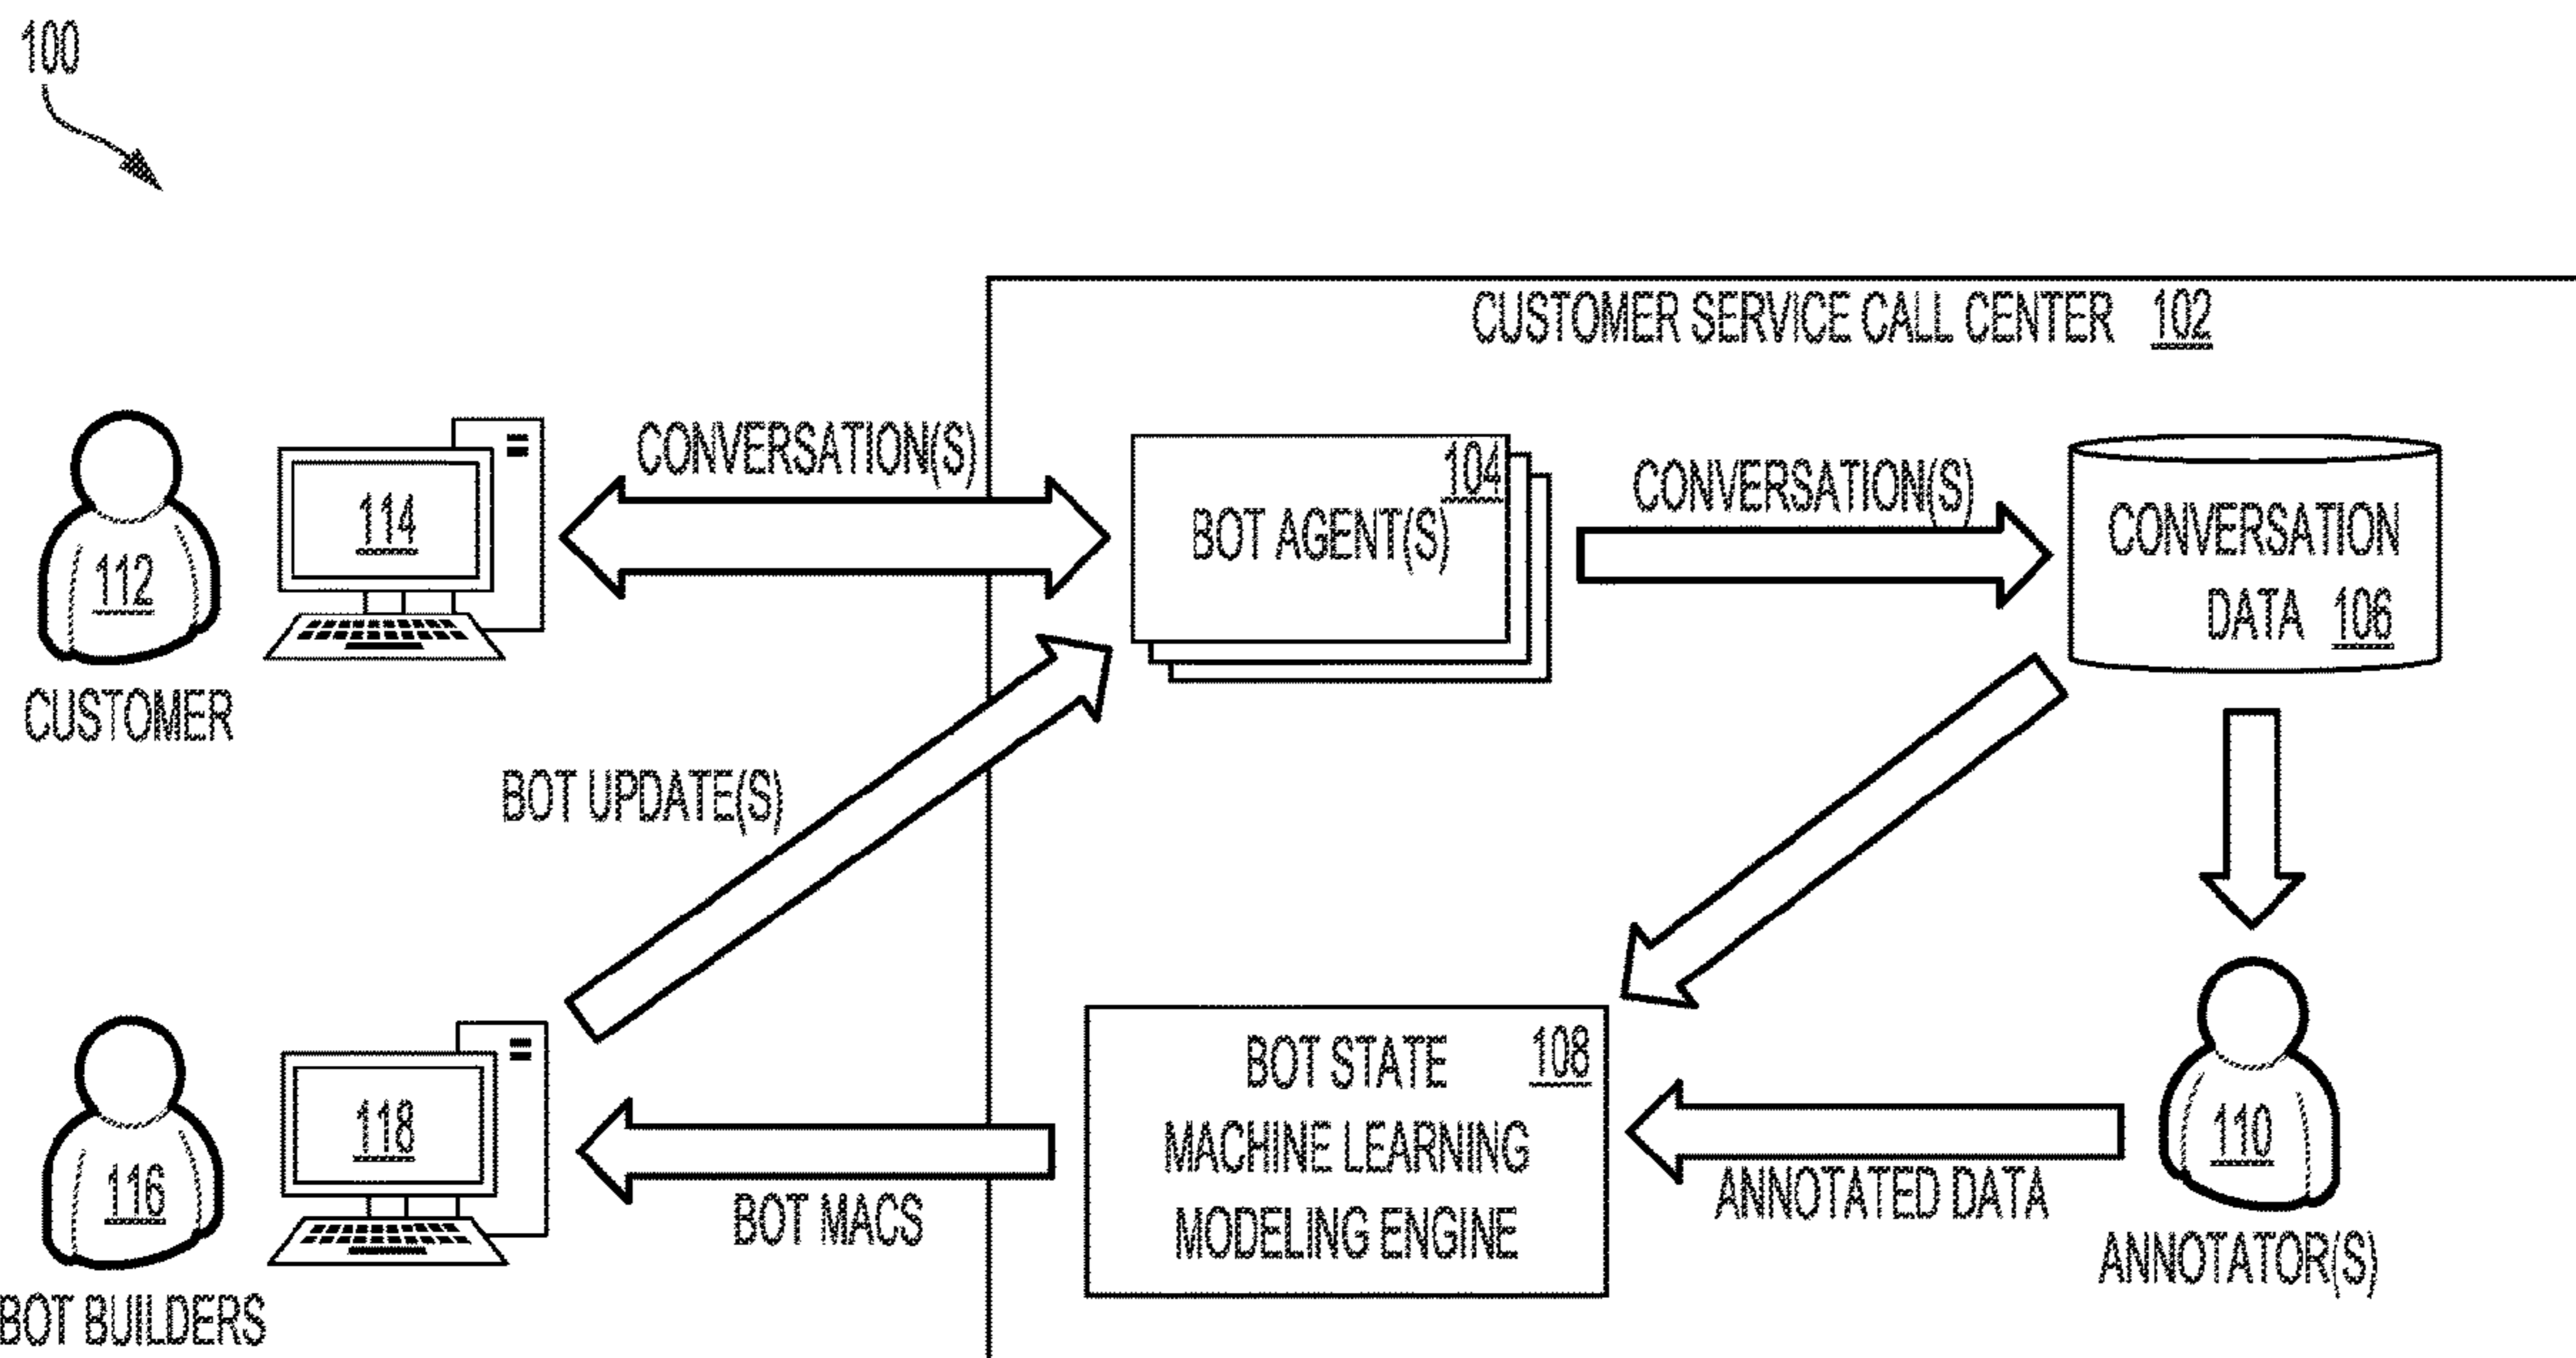 100
CUSTOMER SERVICE CALL CENTER 102
CONVERSATION(S)
104
BOT AGENT(S)
CONVERSATION(S)
CONVERSATION
DATA 106
114
112
CUSTOMER
BOT UPDATE(S)
BOT STATE 108
MACHINE LEARNING
MODELING ENGINE
110
ANNOTATED DATA
ANNOTATOR(S)
118
116
BOT MACS
BOT BUILDERS